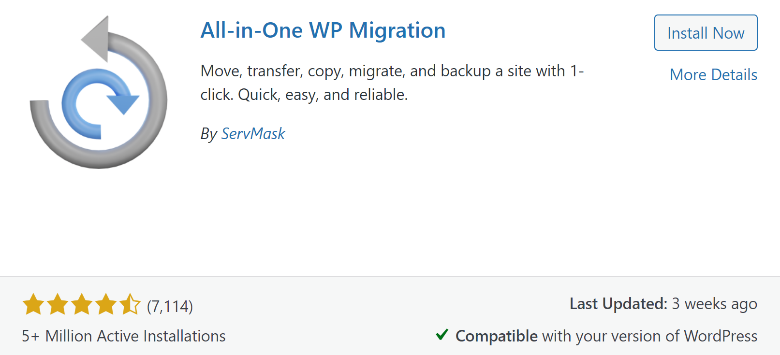 All-in-One WP Migration
Install Now
More Details
Move, transfer, copy, migrate, and backup a site with 1-
click. Quick, easy, and reliable.
By ServMask
(7,114)
Last Updated: 3 weeks ago
5+ Million Active Installations
Compatible with your version of WordPress